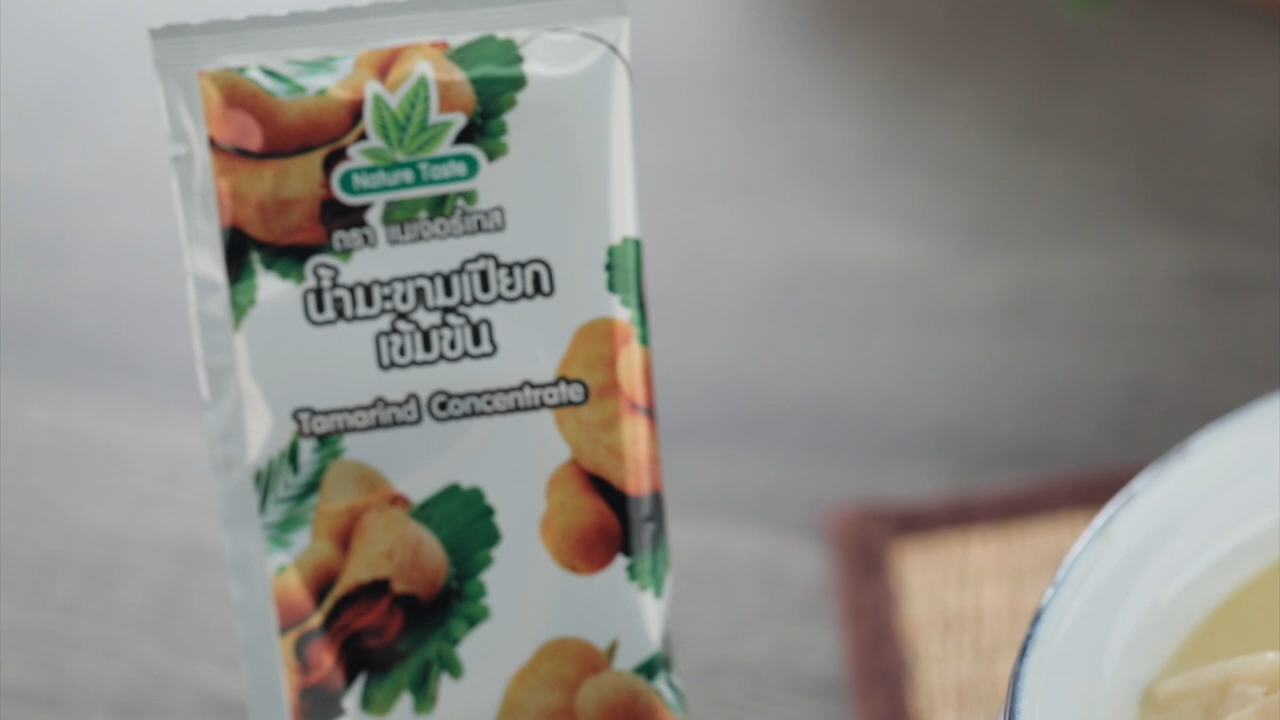 Nature Taste
ตรา เนเจอร์เทส
น้ำมะขามเปียก
เข้มข้น
Tamarind Concentrate